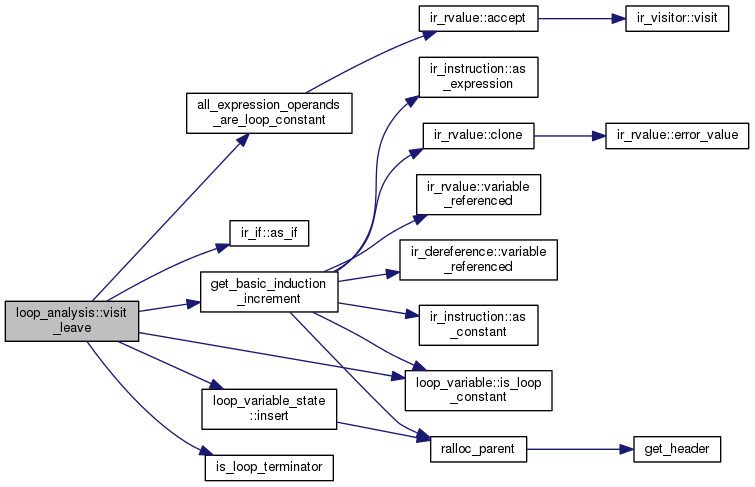 loop_analysis::visit
_leave
all_expression_operands
_are_loop_constant
ir_rvalue::accept
ir_visitor::visit
ir_if::as_if
get_basic_induction
_increment
ir_instruction::as
_expression
ir_rvalue::clone
ir_rvalue::error_value
ir_rvalue::variable
_referenced
ir_dereference::variable
_referenced
ir_instruction::as
_constant
loop_variable::is_loop
_constant
loop_variable_state
::insert
ralloc_parent
get_header
is_loop_terminator